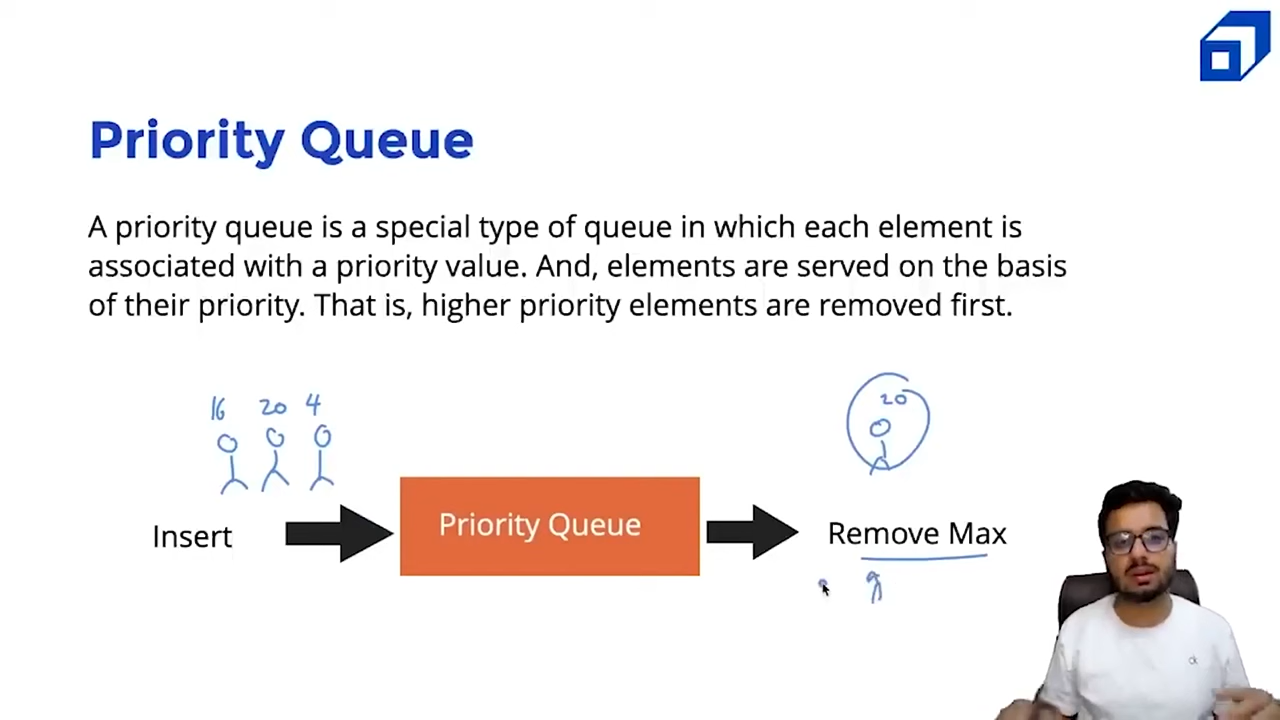 Priority Queue
A priority queue is a special type of queue in which each element is
associated with a priority value. And, elements are served on the basis
of their priority. That is, higher priority elements are removed first.
16 20 4
20
Insert
Priority Queue
Remove Max